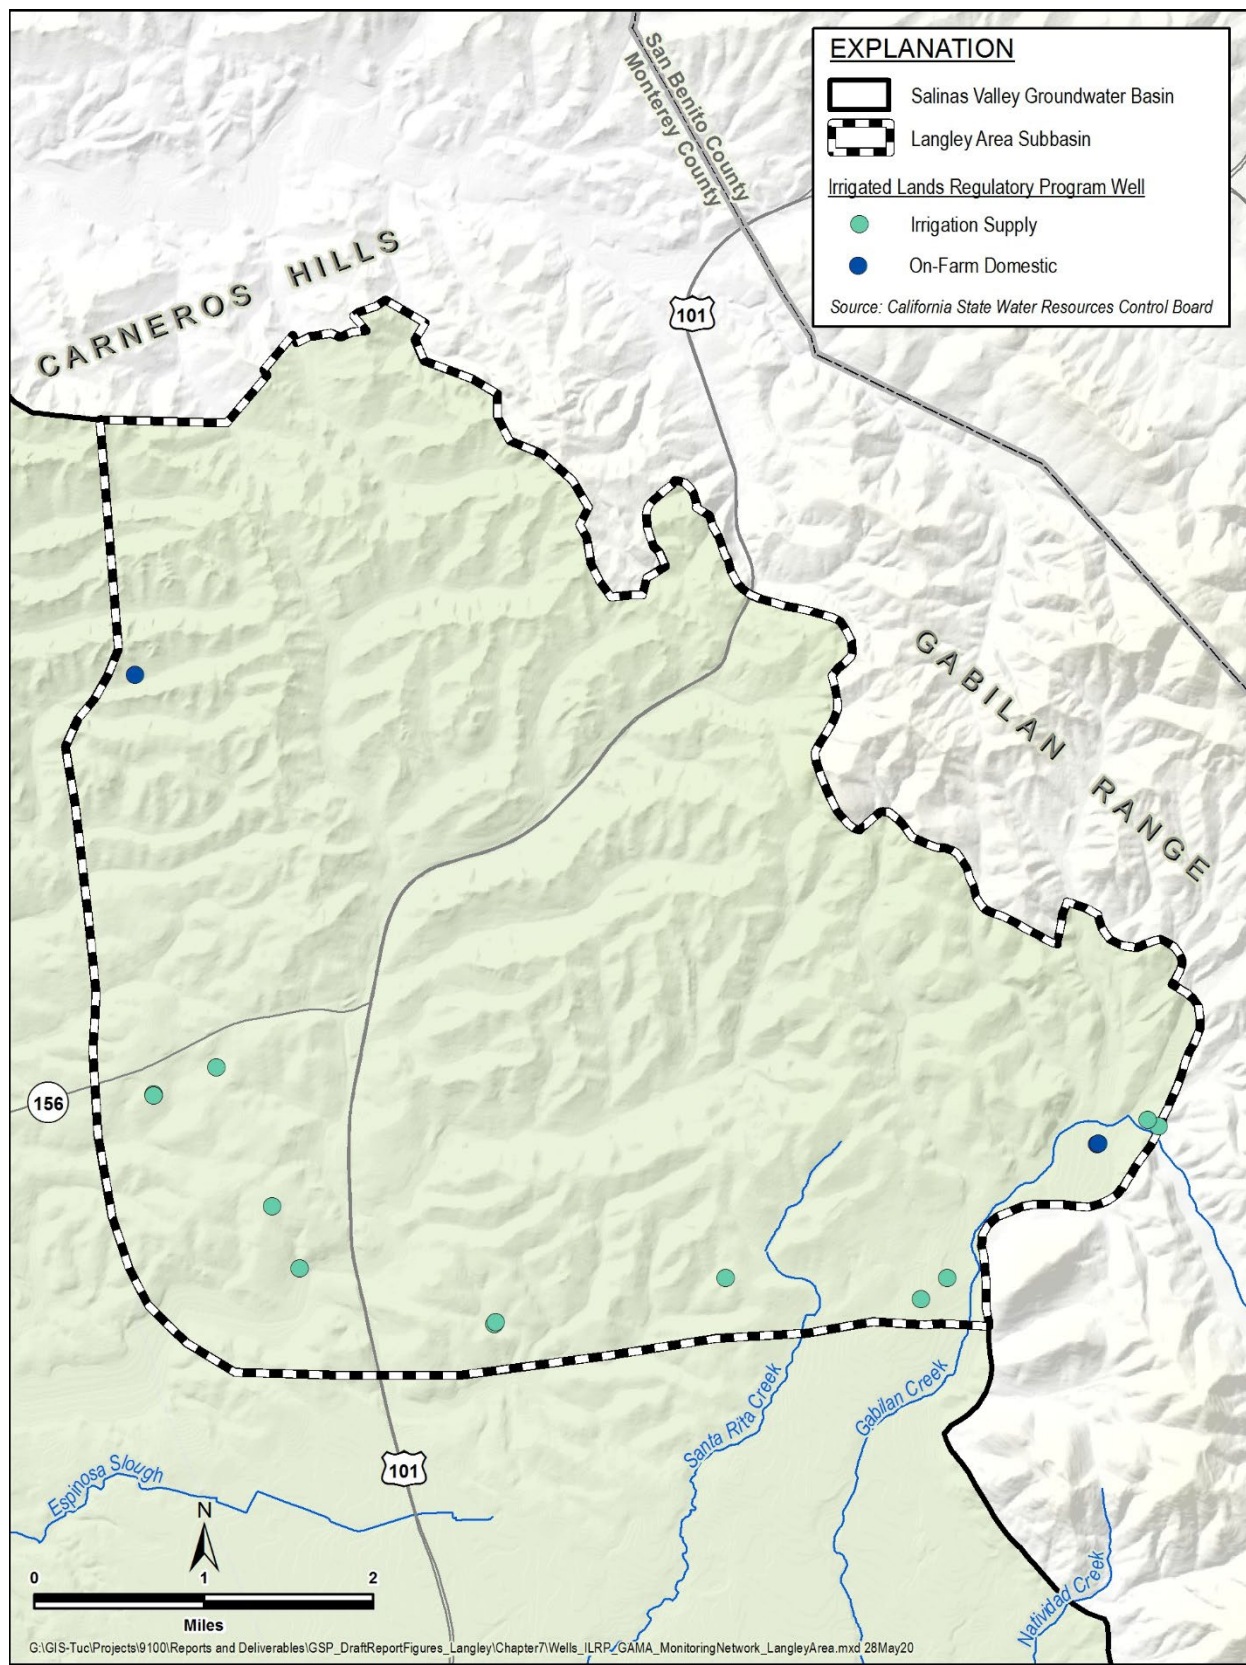 EXPLANATION
Salinas Valley Groundwater Basin
Langley Area Subbasin
Irrigated Lands Regulatory Program Well
Irrigation Supply
On-Farm Domestic
Source: California State Water Resources Control Board
San Benito County
Monterey County
CARNEROS HILLS
101
GABILAN RANGE
156
Santa Rita Creek
Gabilan Creek
101
Espinosa Slough
Natividad Creek
N
0 1 2
Miles
G:\GIS-Tuc\Projects\9100\Reports and Deliverables\GSP_DraftReportFigures_Langley\Chapter7\Wells_ILRP_GAMA_MonitoringNetwork_LangleyArea.mxd 28May20